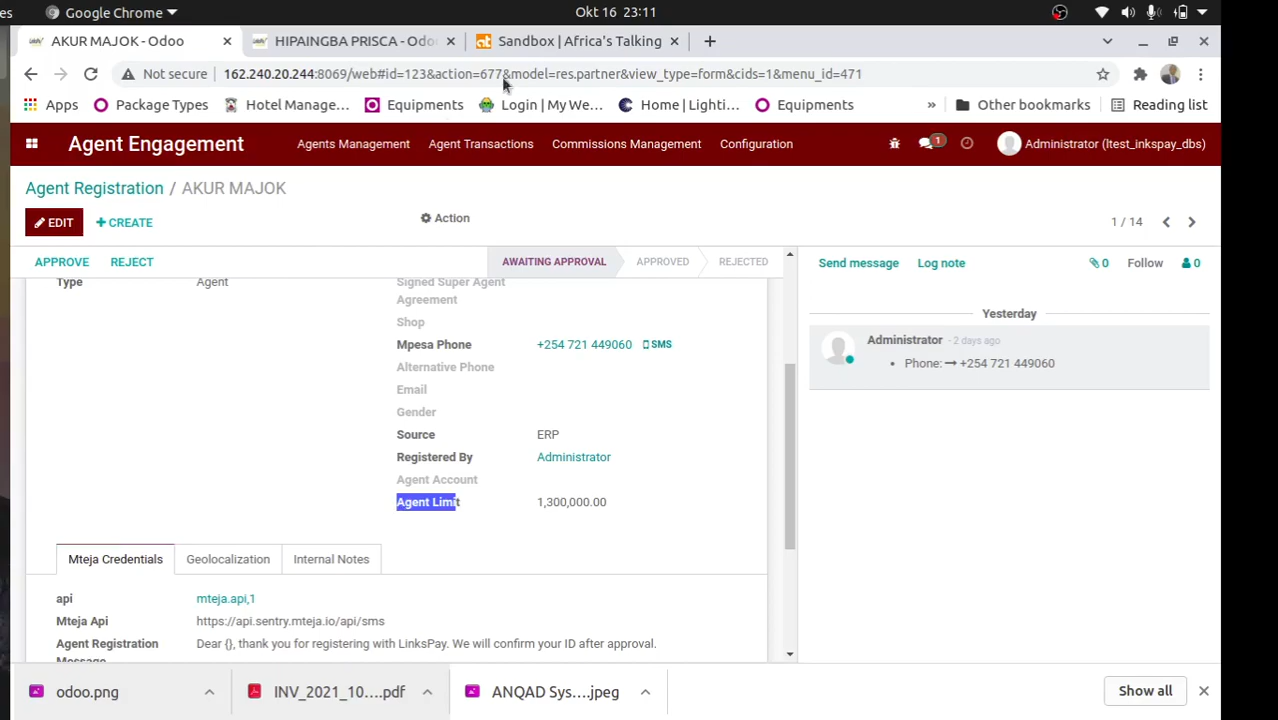 es Google Chrome Okt 16 23:11
AKUR MAJOK - Odoo HIPAINGBA PRISCA - Odoo Sandbox | Africa's Talking
Not secure 162.240.20.244:8069/web#id=123&action=677&model=res.partner&view_type=form&cids=1&menu_id=471
Apps Package Types Hotel Manage... Equipments Login | My We... Home | Lighti... Equipments » Other bookmarks Reading list
Agent Engagement Agents Management Agent Transactions Commissions Management Configuration 1 Administrator (ltest_inkspay_dbs)
Agent Registration / AKUR MAJOK
EDIT + CREATE Action 1 / 14
APPROVE REJECT AWAITING APPROVAL APPROVED REJECTED Send message Log note 0 Follow 0
Type Agent Signed Super Agent
Agreement
Yesterday
Shop
Mpesa Phone +254 721 449060 SMS
Administrator - 2 days ago
Phone: → +254 721 449060
Alternative Phone
Email
Gender
Source ERP
Registered By Administrator
Agent Account
Agent Limit 1,300,000.00
Mteja Credentials Geolocalization Internal Notes
api mteja.api,1
Mteja Api https://api.sentry.mteja.io/api/sms
Agent Registration Dear {}, thank you for registering with LinksPay. We will confirm your ID after approval.
Message
odoo.png INV_2021_10....pdf ANQAD Sys....jpeg Show all